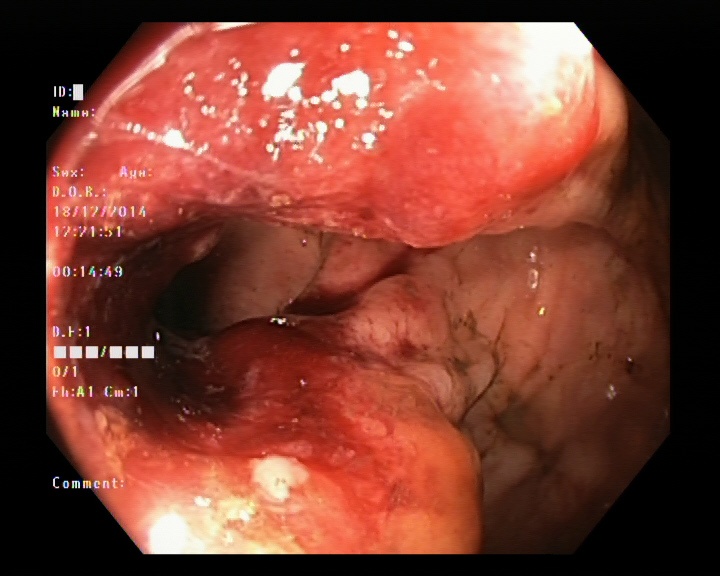 ID:
Name:
Sex: Age:
D.O.B.:
18/12/2014
12:21:51
00:14:49
D.F:1
■■■/■■■
0/1
Eh:A1 Cm:1
Comment: